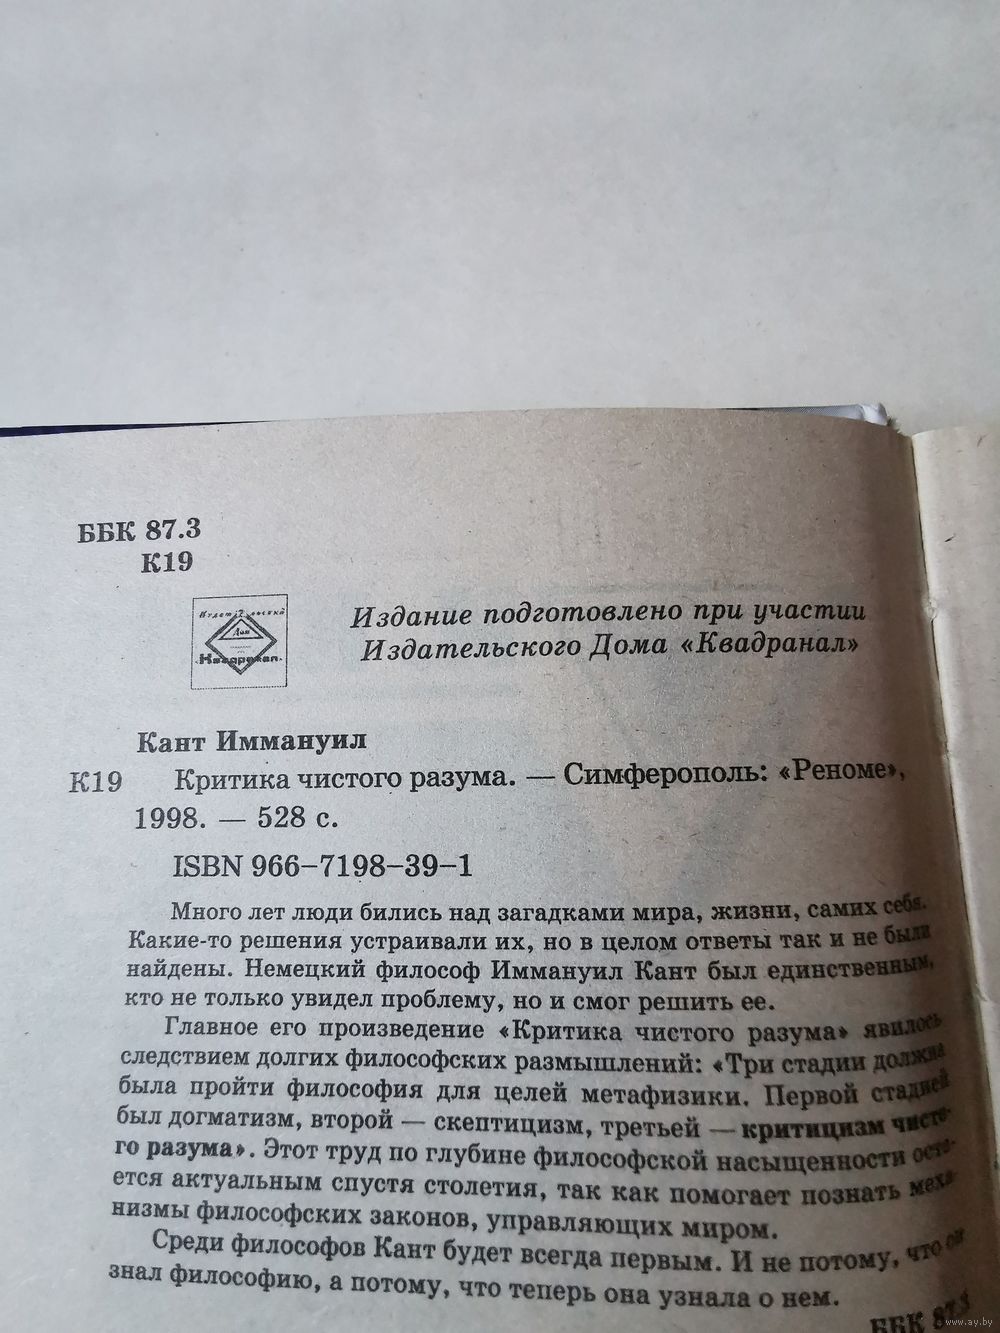 ББК 87.3
К19
Издательский
Дом
«Квадранал»
Издание подготовлено при участии
Издательского Дома «Квадранал»
Кант Иммануил
К19 Критика чистого разума. — Симферополь: «Реноме»,
1998. — 528 с.
ISBN 966-7198-39-1
Много лет люди бились над загадками мира, жизни, самих себя.
Какие-то решения устраивали их, но в целом ответы так и не были
найдены. Немецкий философ Иммануил Кант был единственным,
кто не только увидел проблему, но и смог решить ее.
Главное его произведение «Критика чистого разума» явилось
следствием долгих философских размышлений: «Три стадии должна
была пройти философия для целей метафизики. Первой стадией
был догматизм, второй — скептицизм, третьей — критицизм чисто-
го разума». Этот труд по глубине философской насыщенности оста-
ется актуальным спустя столетия, так как помогает познать меха-
низмы философских законов, управляющих миром.
Среди философов Кант будет всегда первым. И не потому, что он
знал философию, а потому, что теперь она узнала о нем.
ББК 87.3
www.ay.by